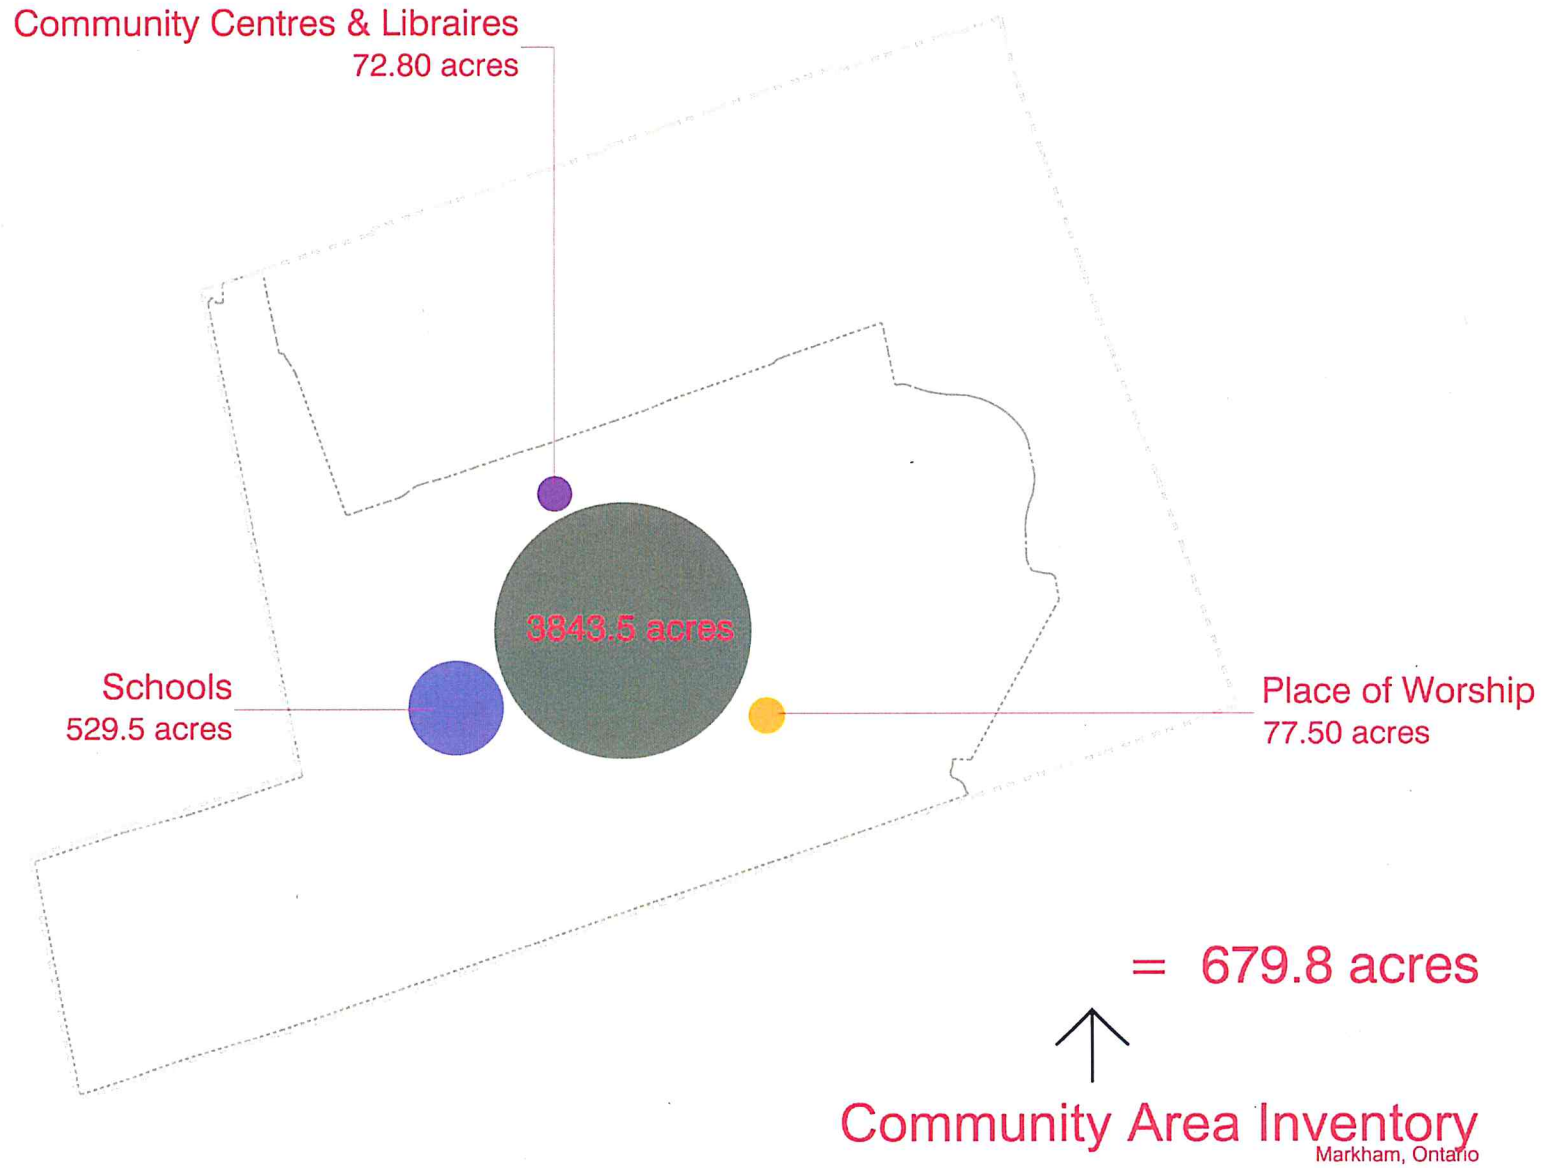 Community Centres & Libraires
72.80 acres
3843.5 acres
Schools
529.5 acres
Place of Worship
77.50 acres
= 679.8 acres
Community Area Inventory
Markham, Ontario